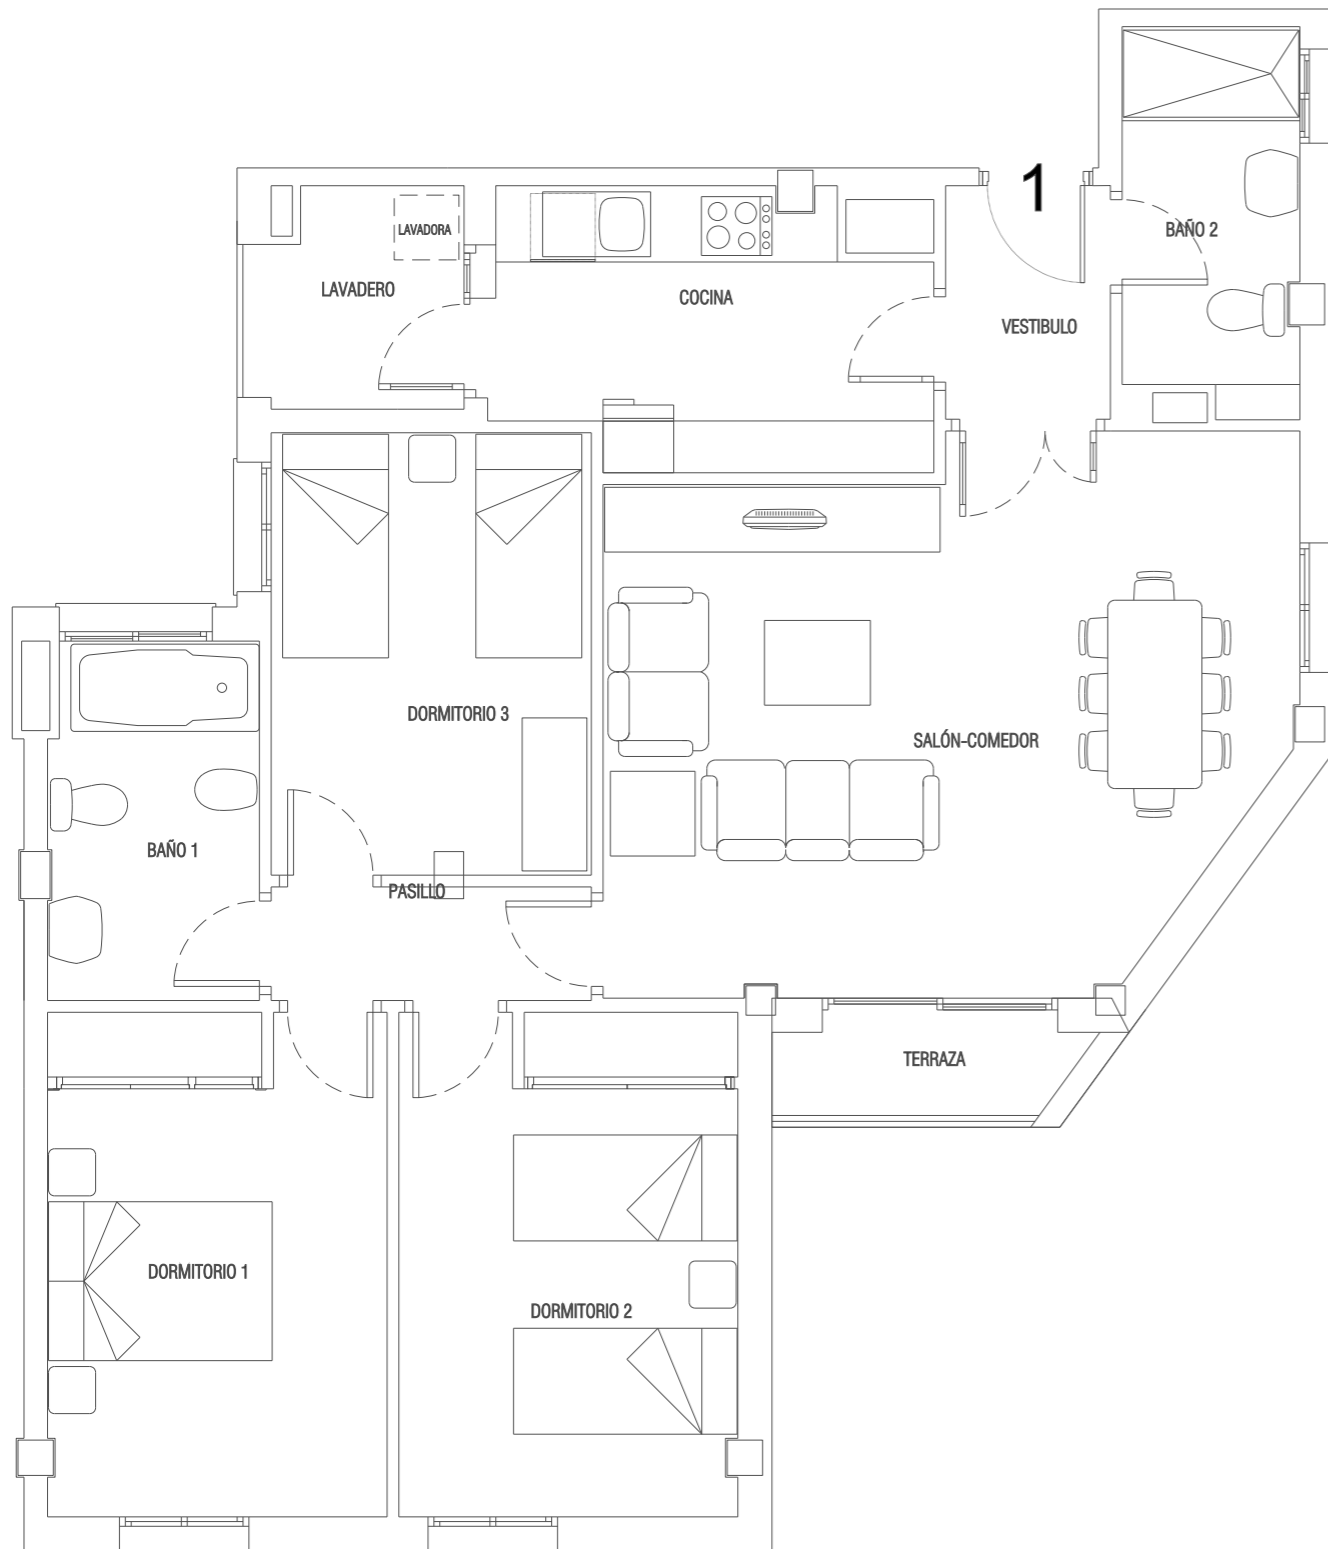 1
BAÑO 2
LAVADORA
LAVADERO
COCINA
VESTIBULO
DORMITORIO 3
SALÓN-COMEDOR
BAÑO 1
PASILLO
TERRAZA
DORMITORIO 1
DORMITORIO 2